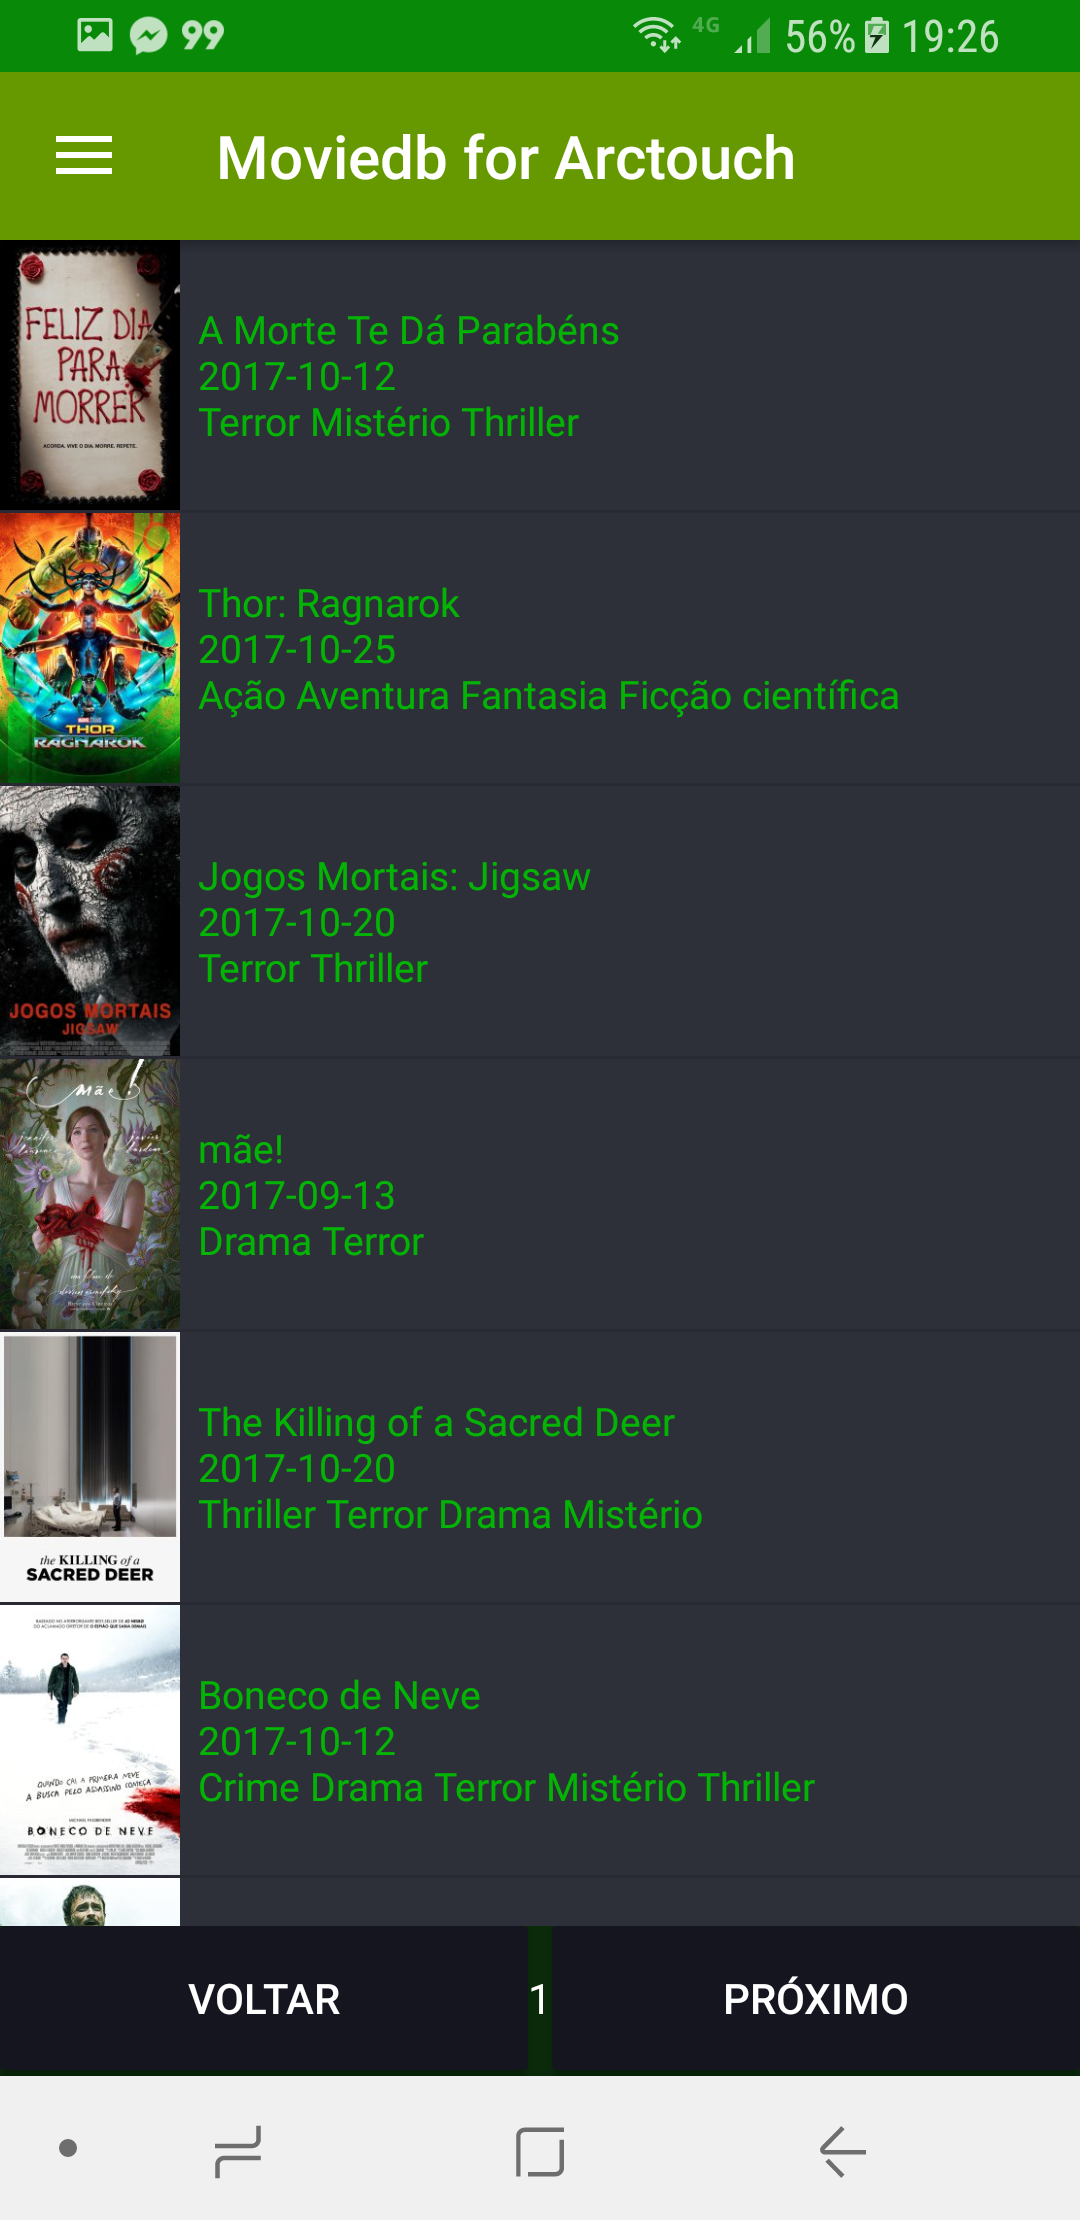 99 4G 56% 19:26
Moviedb for Arctouch
FELIZ DIA
PARA
MORRER
ACORDA. VIVE O DIA. MORRE. REPETE.
A Morte Te Dá Parabéns
2017-10-12
Terror Mistério Thriller
THOR
RAGNAROK
Thor: Ragnarok
2017-10-25
Ação Aventura Fantasia Ficção científica
JOGOS MORTAIS
JIGSAW
Jogos Mortais: Jigsaw
2017-10-20
Terror Thriller
mãe!
mãe!
2017-09-13
Drama Terror
the KILLING of a
SACRED DEER
The Killing of a Sacred Deer
2017-10-20
Thriller Terror Drama Mistério
QUANDO CAI A PRIMEIRA NEVE
A BUSCA PELO ASSASSINO COMEÇA
BONECO DE NEVE
Boneco de Neve
2017-10-12
Crime Drama Terror Mistério Thriller
VOLTAR 1 PRÓXIMO